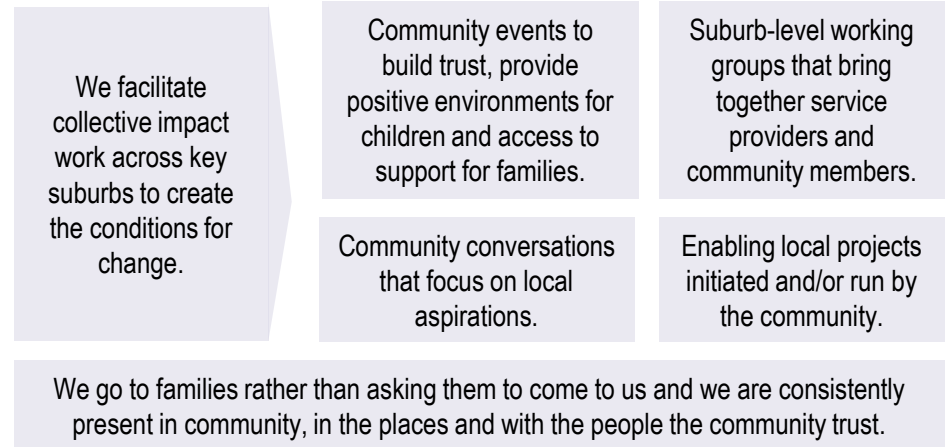 We facilitate
collective impact
work across key
suburbs to create
the conditions for
change.
Community events to
build trust, provide
positive environments for
children and access to
support for families.
Suburb-level working
groups that bring
together service
providers and
community members.
Community conversations
that focus on local
aspirations.
Enabling local projects
initiated and/or run by
the community.
We go to families rather than asking them to come to us and we are consistently
present in community, in the places and with the people the community trust.